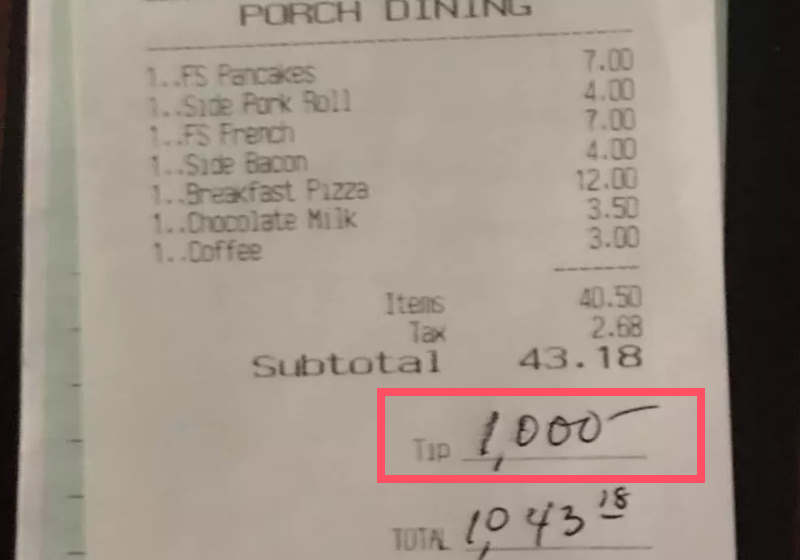 PORCH DINING
1..FS Pancakes 7.00
1..Side Pork Roll 4.00
1..FS French 7.00
1..Side Bacon 4.00
1..Breakfast Pizza 12.00
1..Chocolate Milk 3.50
1..Coffee 3.00
Items 40.50
Tax 2.68
Subtotal 43.18
Tip 1,000—
TOTAL 1,043 18